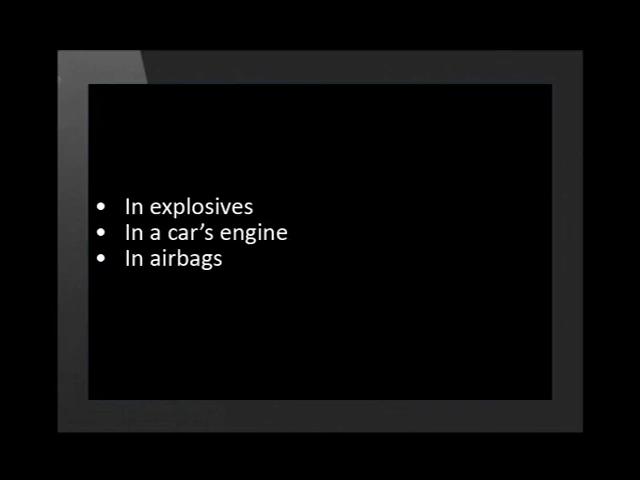 • In explosives
• In a car’s engine
• In airbags